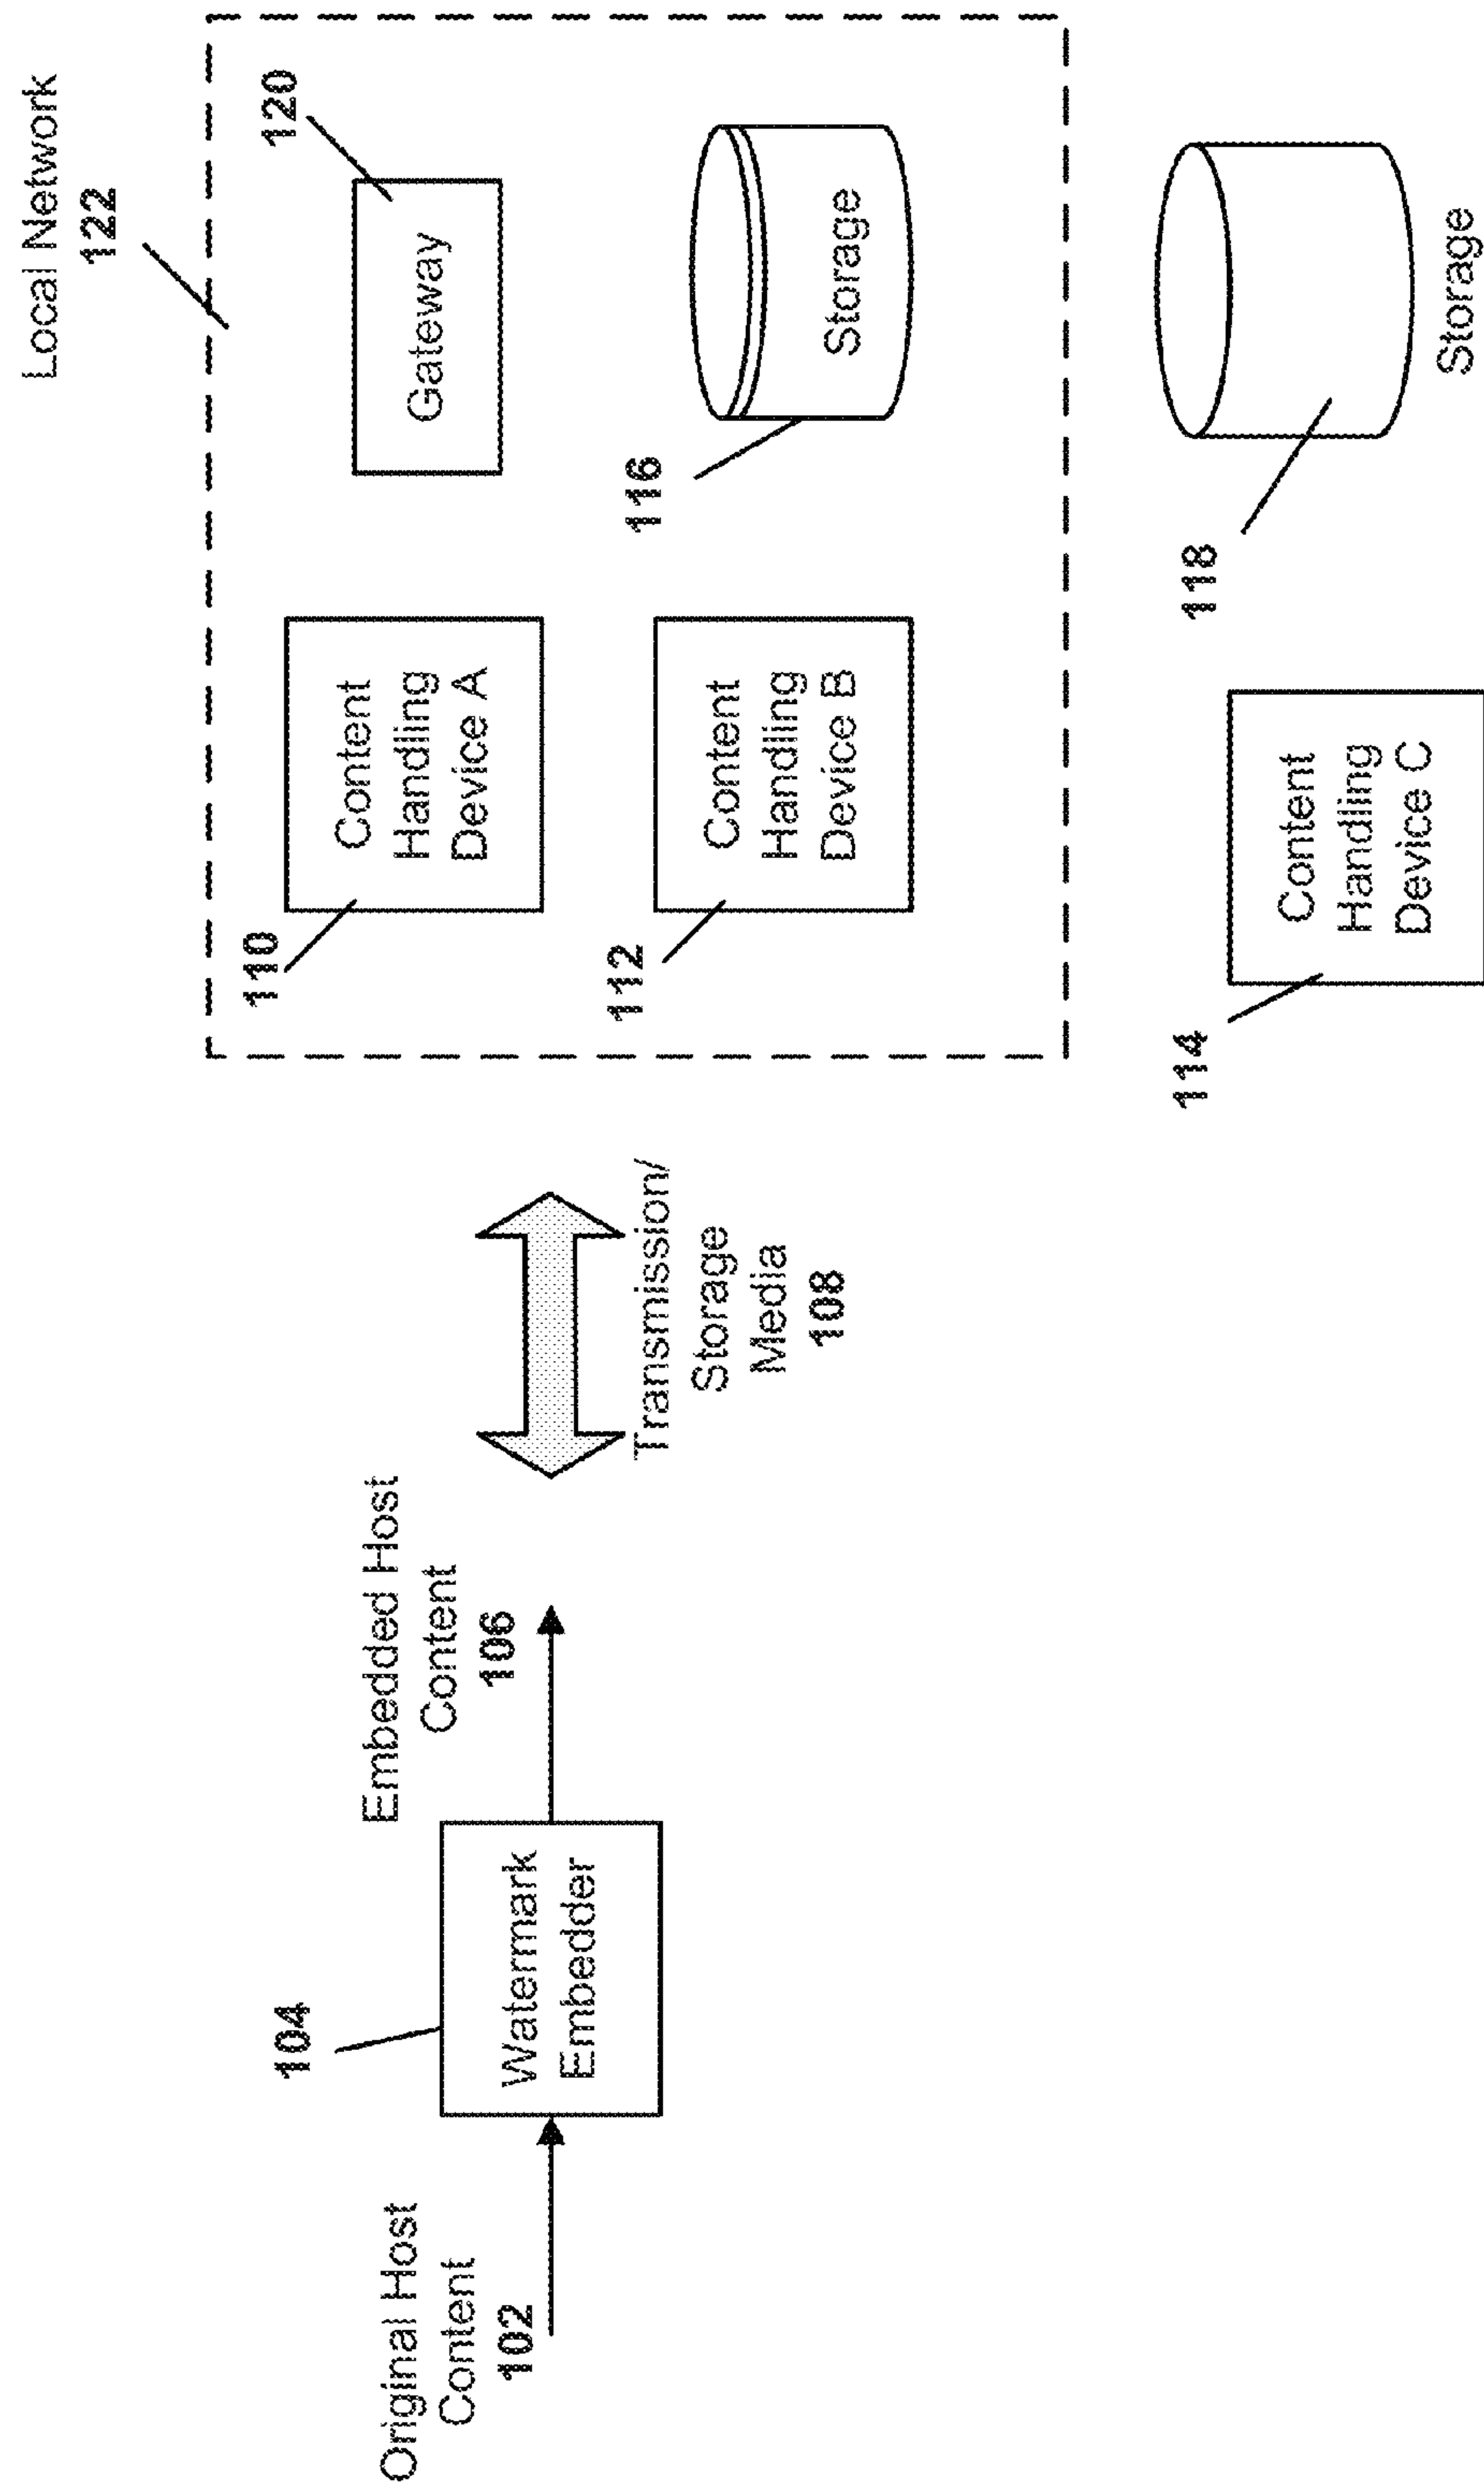 Original Host
Content
102
104
Watermark
Embedder
Embedded Host
Content
106
Transmission/
Storage
Media
108
Local Network
122
110
Content
Handling
Device A
120
Gateway
112
Content
Handling
Device B
116
Storage
114
Content
Handling
Device C
118
Storage